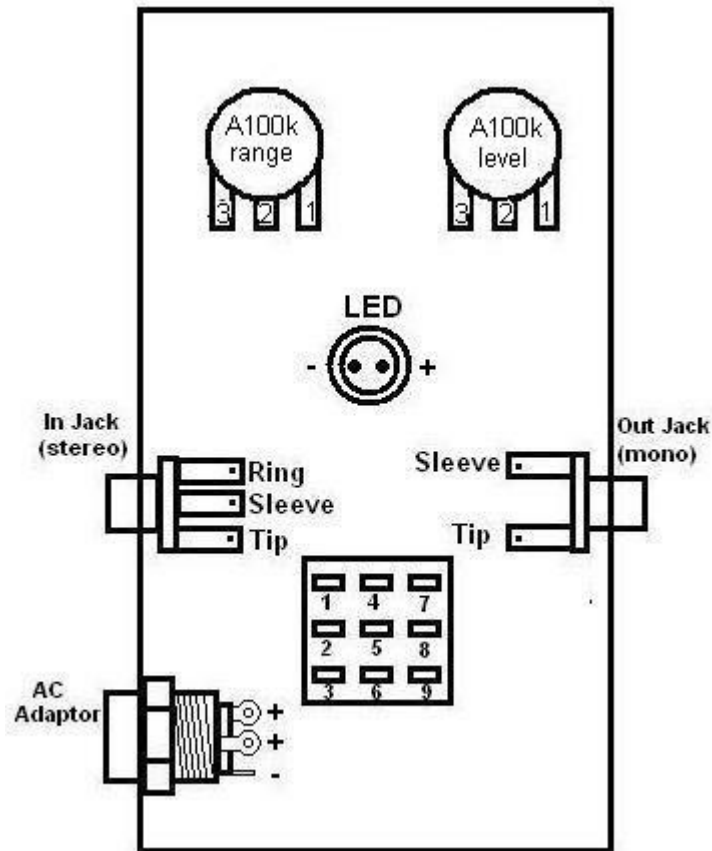 A100k
range
3 2 1
A100k
level
3 2 1
LED
- +
In Jack
(stereo)
Ring
Sleeve
Tip
Out Jack
(mono)
Sleeve
Tip
1 4 7
2 5 8
3 6 9
AC
Adaptor
+
+
-